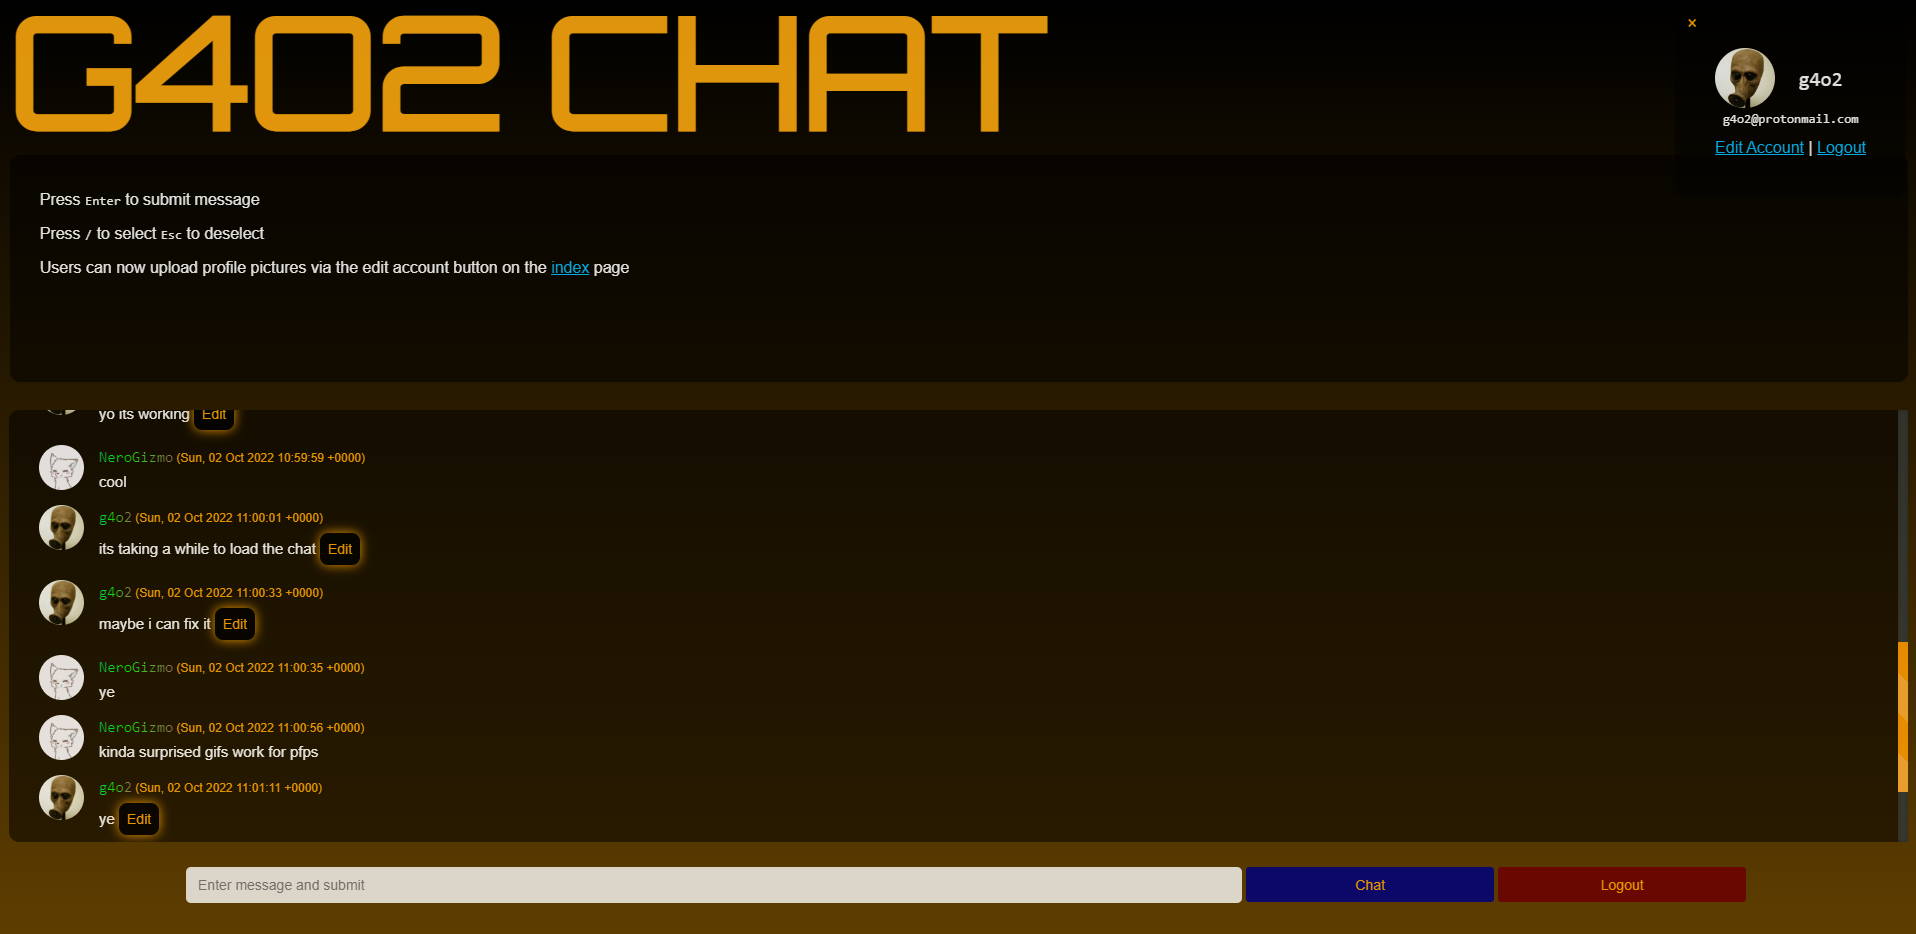 G4O2 CHAT
×
g4o2
g4o2@protonmail.com
Edit Account | Logout
Press Enter to submit message
Press / to select Esc to deselect
Users can now upload profile pictures via the edit account button on the index page
yo its working Edit
NeroGizmo (Sun, 02 Oct 2022 10:59:59 +0000)
cool
g4o2 (Sun, 02 Oct 2022 11:00:01 +0000)
its taking a while to load the chat Edit
g4o2 (Sun, 02 Oct 2022 11:00:33 +0000)
maybe i can fix it Edit
NeroGizmo (Sun, 02 Oct 2022 11:00:35 +0000)
ye
NeroGizmo (Sun, 02 Oct 2022 11:00:56 +0000)
kinda surprised gifs work for pfps
g4o2 (Sun, 02 Oct 2022 11:01:11 +0000)
ye Edit
Enter message and submit
Chat
Logout